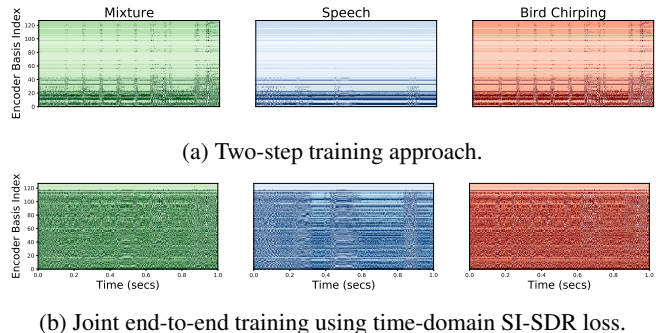 Mixture Speech Bird Chirping
Encoder Basis Index
120
100
80
60
40
20
0
(a) Two-step training approach.
Encoder Basis Index
120
100
80
60
40
20
0
0.0 0.2 0.4 0.6 0.8 1.0 0.0 0.2 0.4 0.6 0.8 1.0 0.0 0.2 0.4 0.6 0.8 1.0
Time (secs) Time (secs) Time (secs)
(b) Joint end-to-end training using time-domain SI-SDR loss.